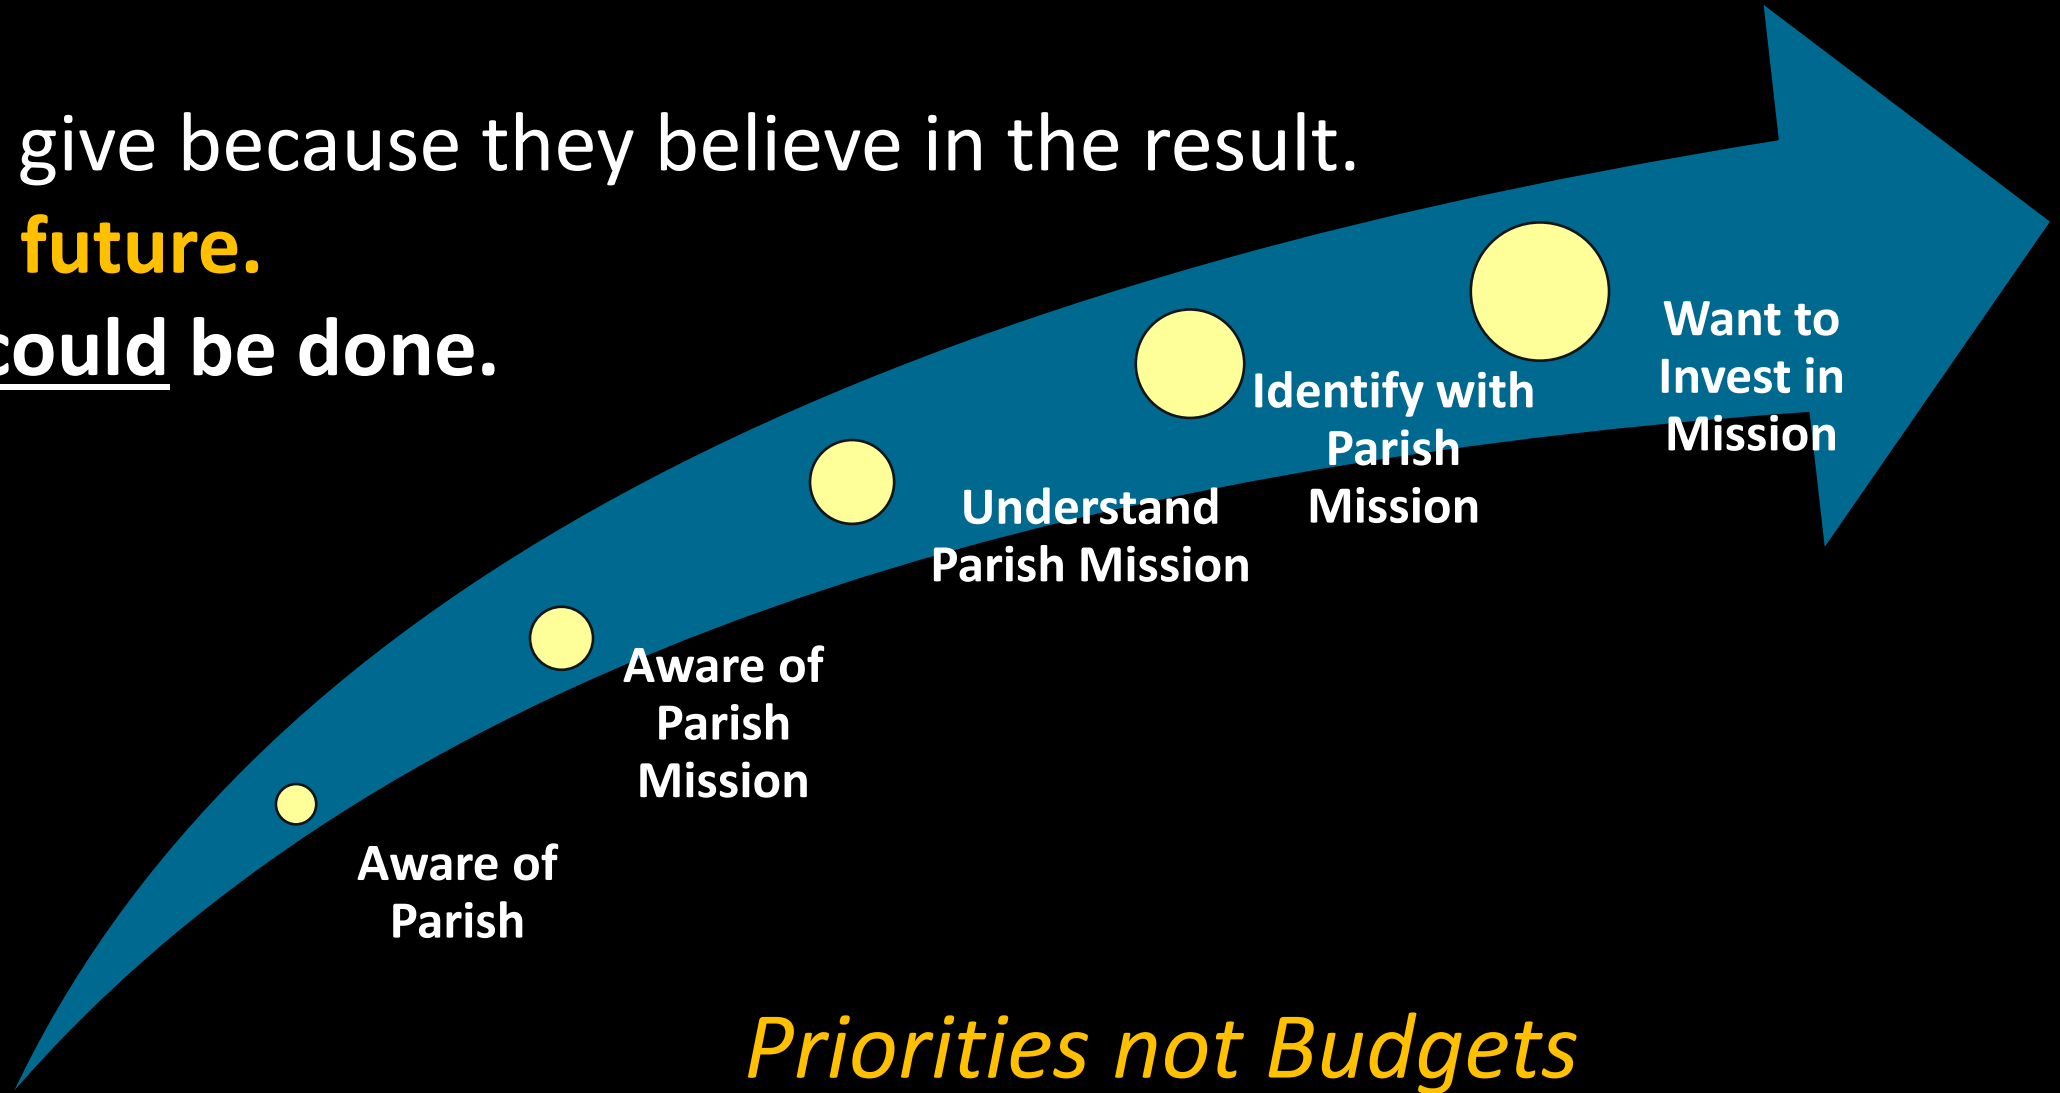 give because they believe in the result.
future.
could be done.
Want to
Invest in
Mission
Identify with
Parish
Mission
Understand
Parish Mission
Aware of
Parish
Mission
Aware of
Parish
Priorities not Budgets